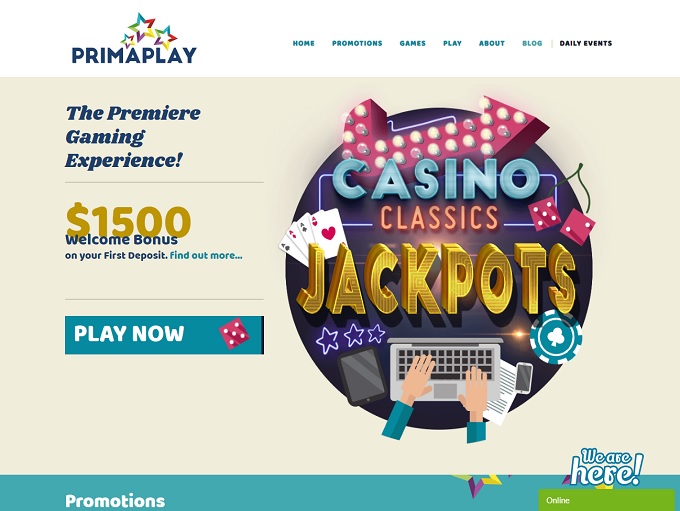 PRIMAPLAY
HOME PROMOTIONS GAMES PLAY ABOUT BLOG DAILY EVENTS
The Premiere
Gaming
Experience!
$1500
Welcome Bonus
on your First Deposit. Find out more...
PLAY NOW
CASINO
CLASSICS
JACKPOTS
We are
here!
Promotions
Online